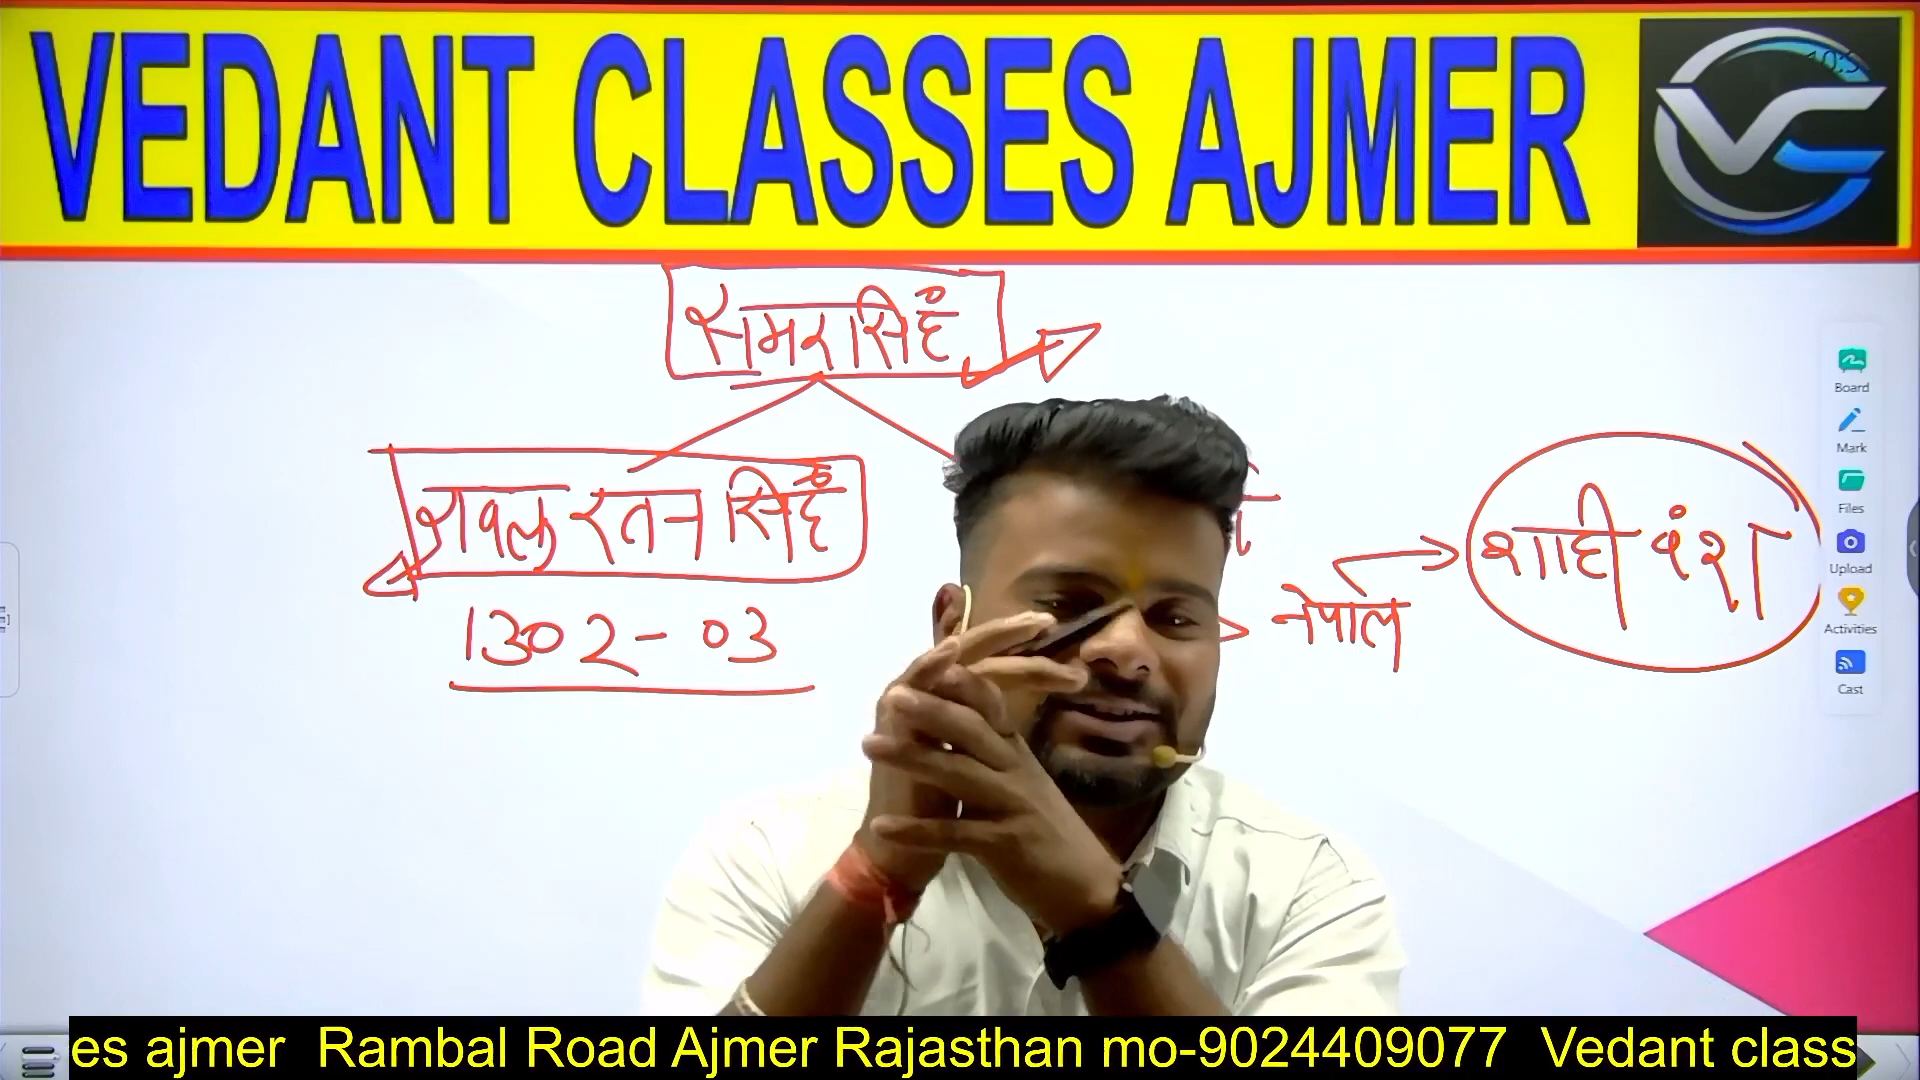 VEDANT CLASSES AJMER
समरसिहं
रावल रतन सिहं
1302-03
नेपाल
शाही वंश
Board
Mark
Files
Upload
Activities
Cast
es ajmer Rambal Road Ajmer Rajasthan mo-9024409077 Vedant class